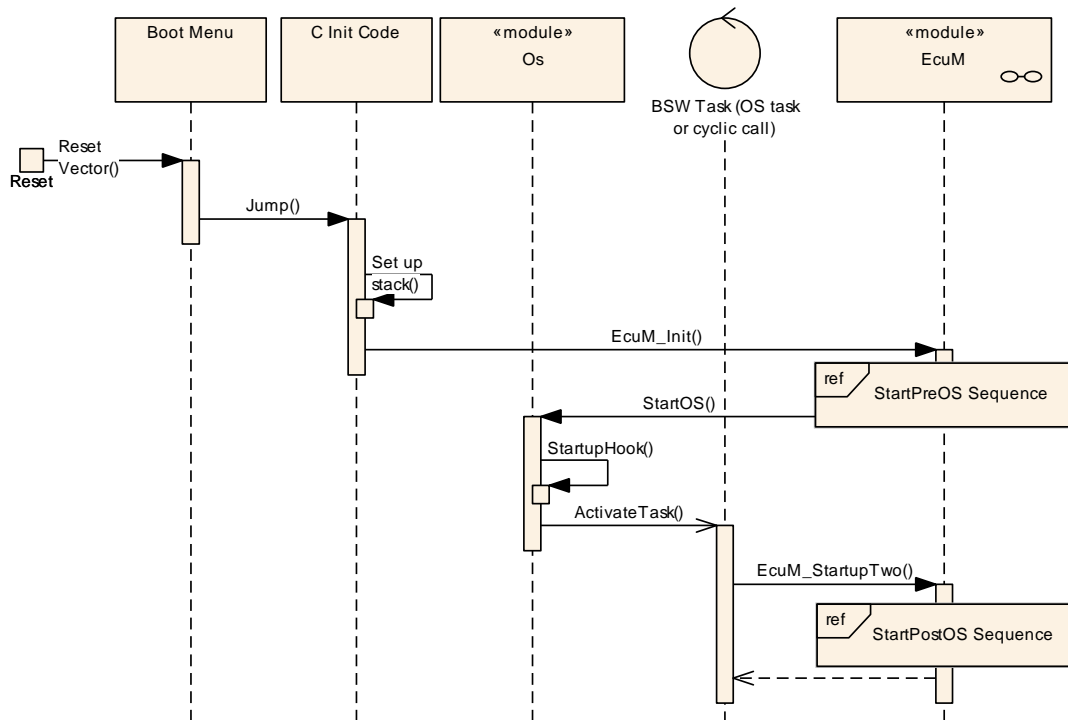 Boot Menu
C Init Code
«module»
Os
BSW Task (OS task
or cyclic call)
«module»
EcuM
Reset
Vector()
Reset
Jump()
Set up
stack()
EcuM_Init()
ref
StartPreOS Sequence
StartOS()
StartupHook()
ActivateTask()
EcuM_StartupTwo()
ref
StartPostOS Sequence